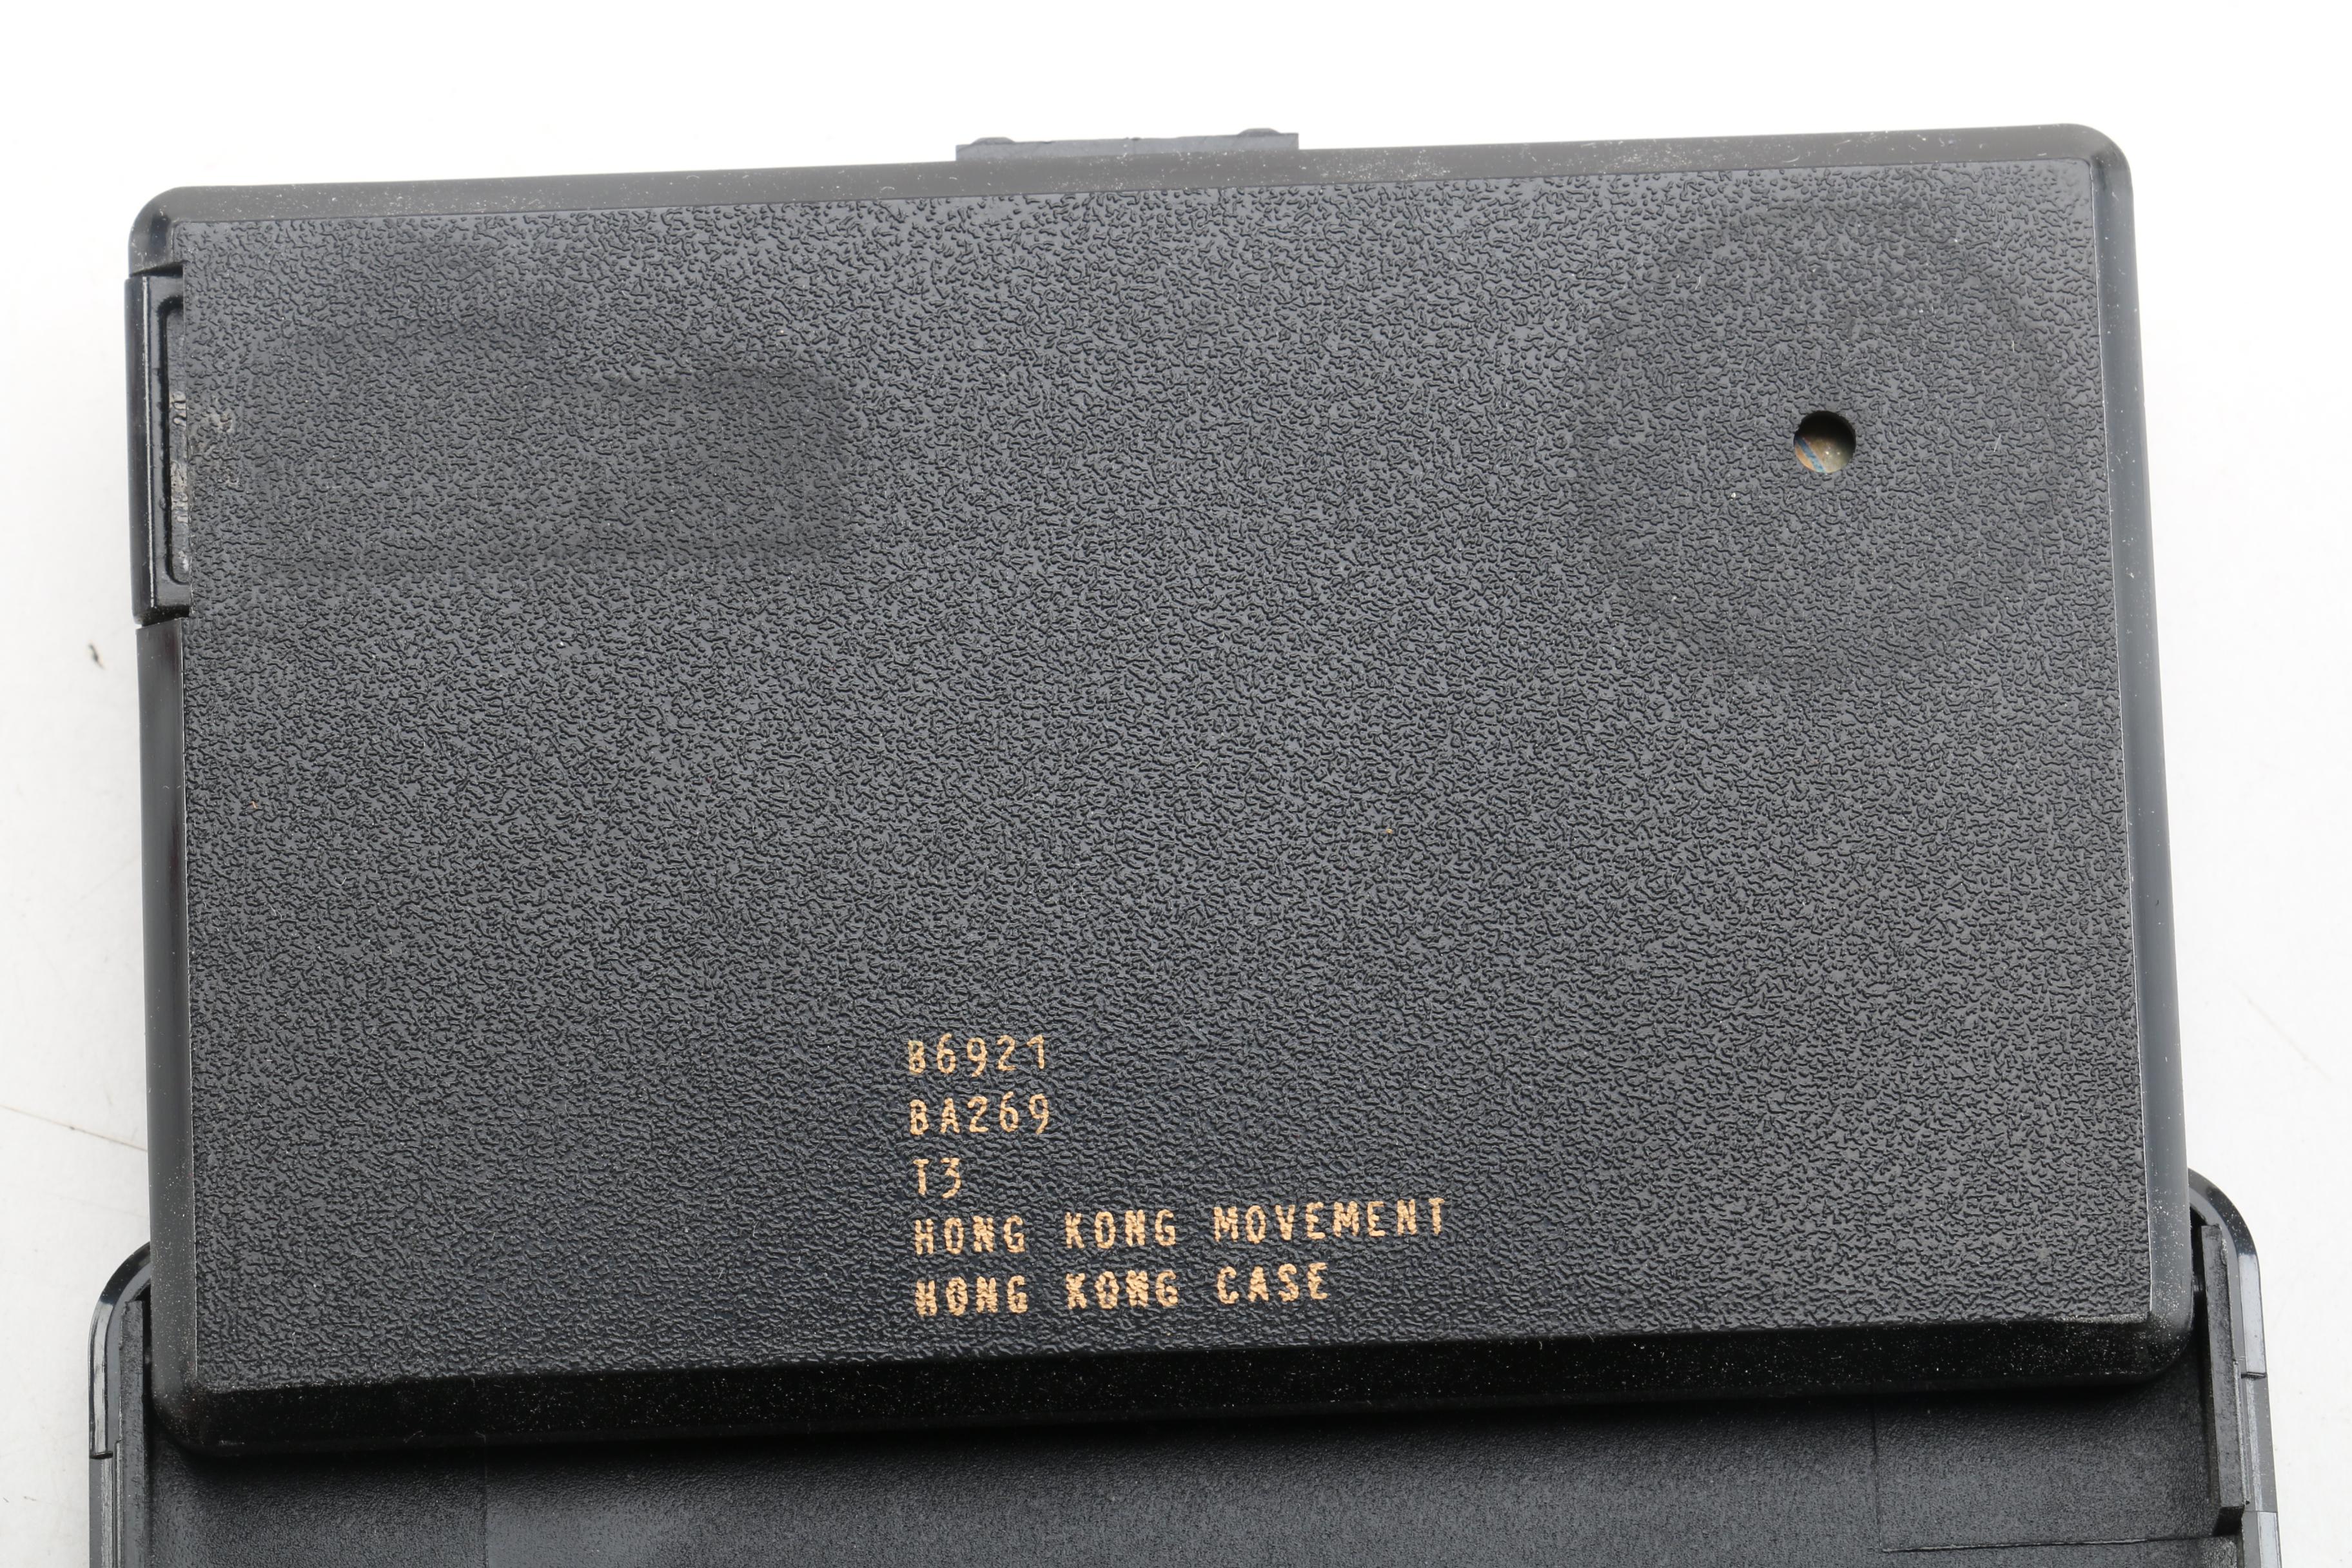 B6921
BA269
T3
HONG KONG MOVEMENT
HONG KONG CASE